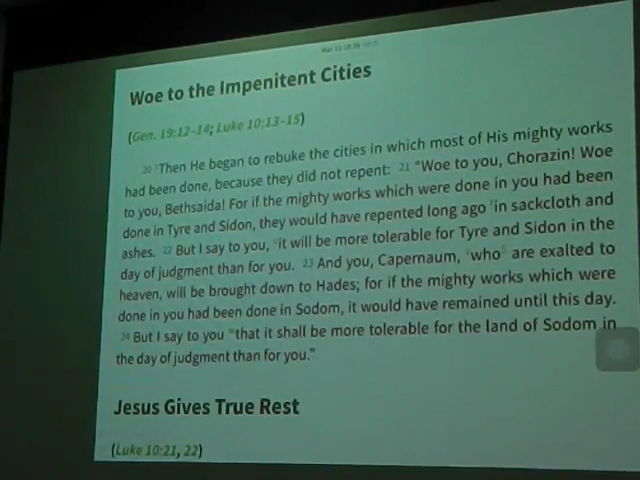 Woe to the Impenitent Cities
(Gen. 19:12–14; Luke 10:13–15)
20 Then He began to rebuke the cities in which most of His mighty works
had been done, because they did not repent: 21 "Woe to you, Chorazin! Woe
to you, Bethsaida! For if the mighty works which were done in you had been
done in Tyre and Sidon, they would have repented long ago in sackcloth and
ashes. 22 But I say to you, it will be more tolerable for Tyre and Sidon in the
day of judgment than for you. 23 And you, Capernaum, who are exalted to
heaven, will be brought down to Hades; for if the mighty works which were
done in you had been done in Sodom, it would have remained until this day.
24 But I say to you that it shall be more tolerable for the land of Sodom in
the day of judgment than for you."
Jesus Gives True Rest
(Luke 10:21, 22)